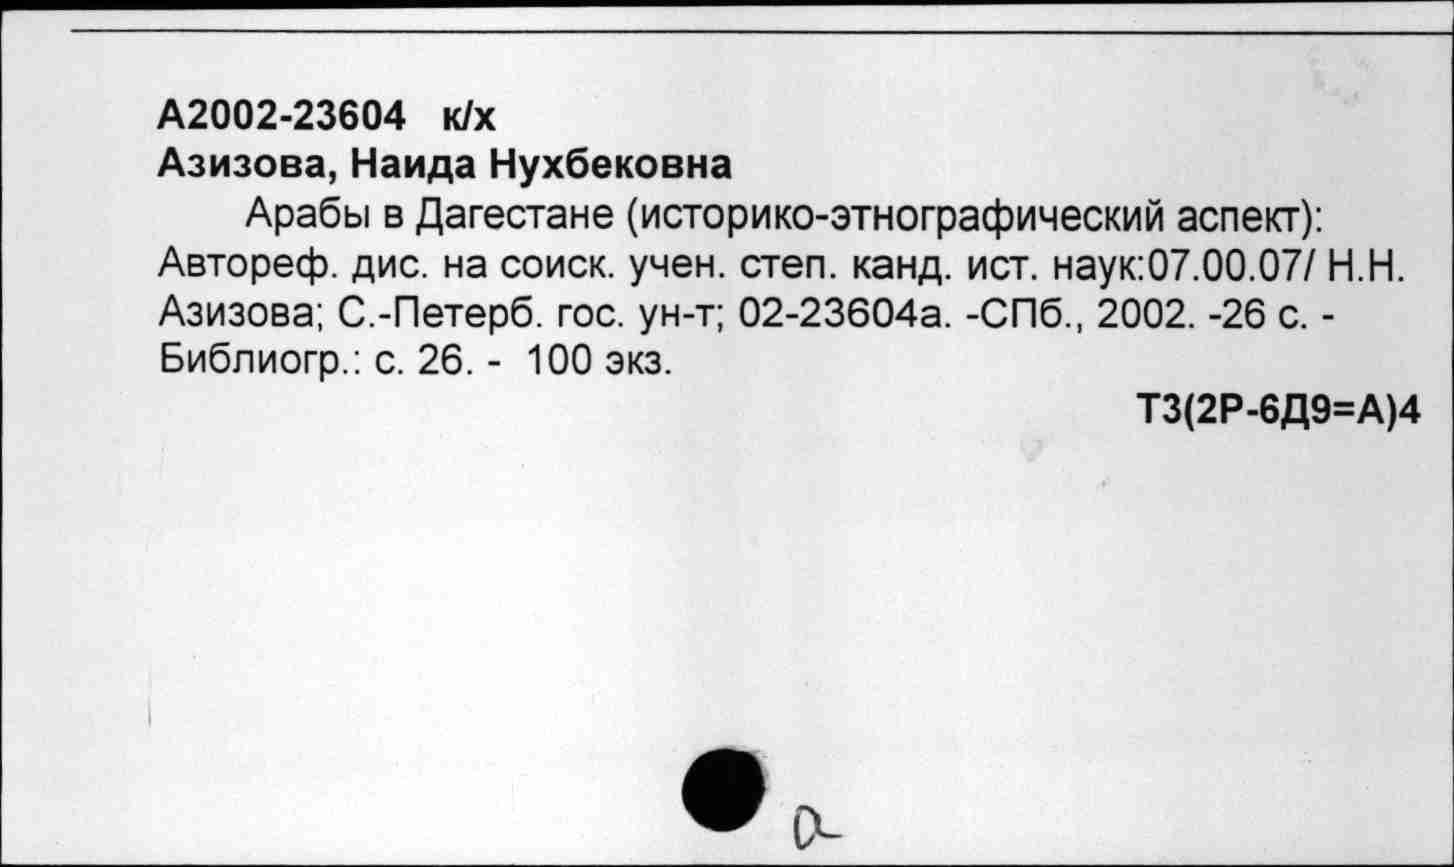 А2002-23604 к/х
Азизова, Наида Нухбековна
Арабы в Дагестане (историко-этнографический аспект):
Автореф. дис. на соиск. учен. степ. канд. ист. наук:07.00.07/ Н.Н.
Азизова; С.-Петерб. гос. ун-т; 02-23604а. -СПб., 2002. -26 с. -
Библиогр.: с. 26. - 100 экз.
Т3(2Р-6Д9=А)4